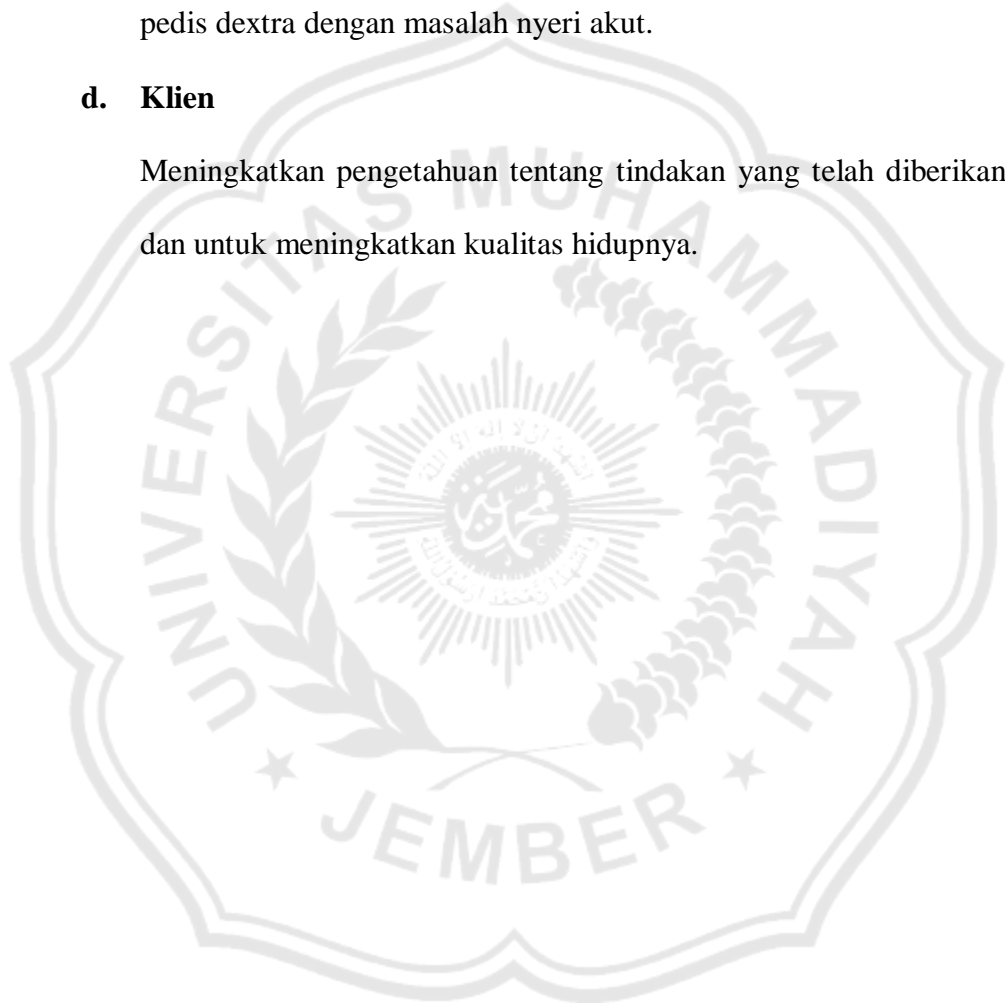 pedis dextra dengan masalah nyeri akut.
d. Klien
Meningkatkan pengetahuan tentang tindakan yang telah diberikan
dan untuk meningkatkan kualitas hidupnya.
UNIVERSITAS MUHAMMADIYAH
JEMBER